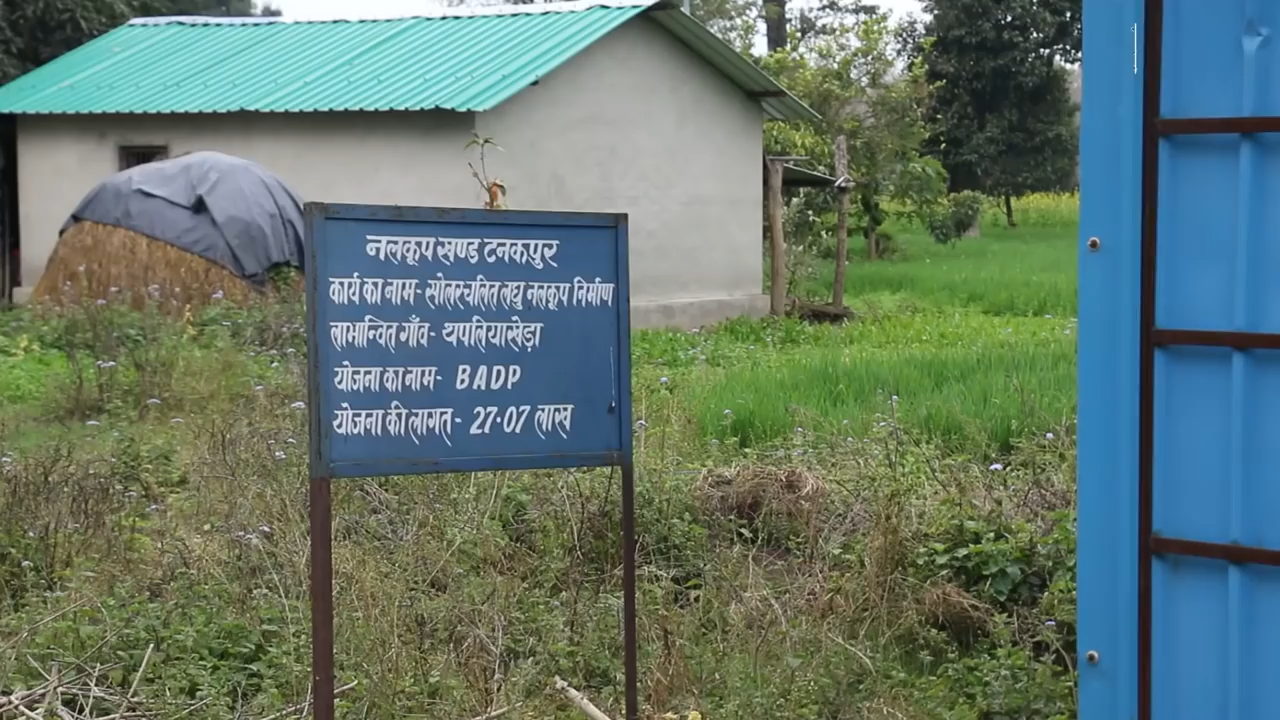 नलकूप खण्ड टनकपुर
कार्य का नाम- सोलरचलित लघु नलकूप निर्माण
लाभान्वित गाँव- थपलियाखेड़ा
योजना का नाम- BADP
योजना की लागत- 27·07 लाख